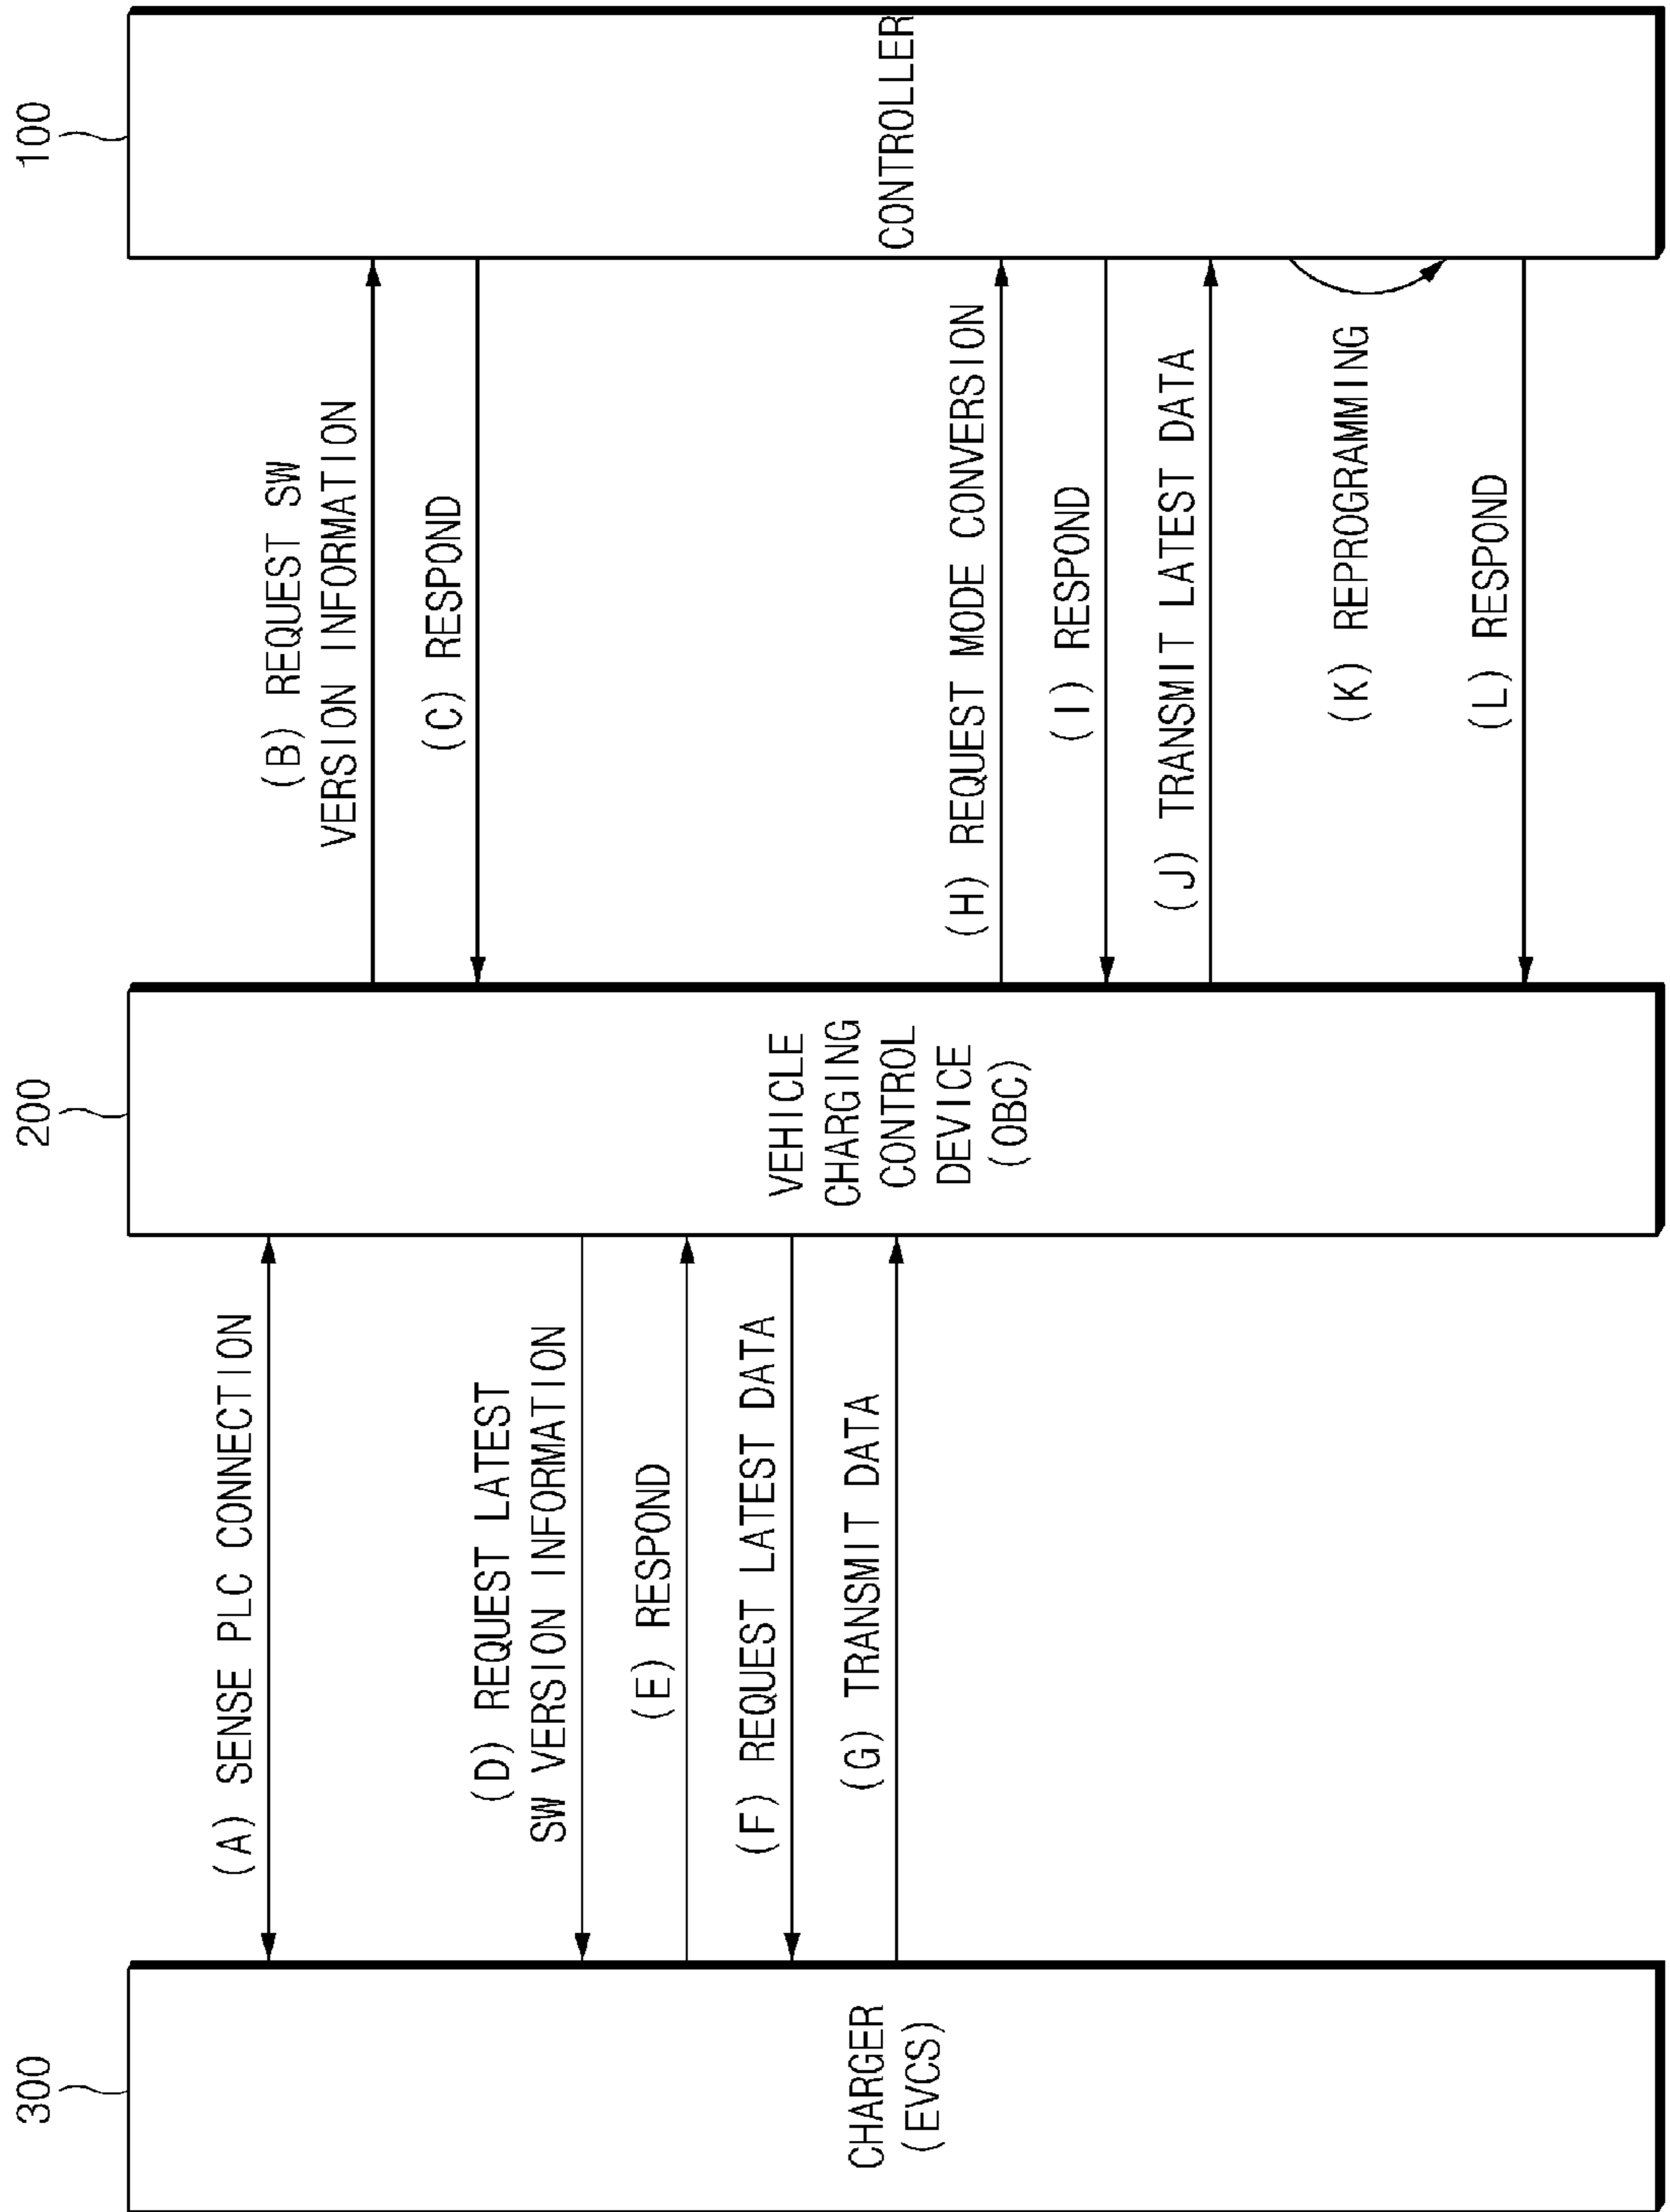 300
200
100
(A) SENSE PLC CONNECTION
(B) REQUEST SW
VERSION INFORMATION
(C) RESPOND
(D) REQUEST LATEST
SW VERSION INFORMATION
(E) RESPOND
(F) REQUEST LATEST DATA
(G) TRANSMIT DATA
CHARGER
(EVCS)
VEHICLE
CHARGING
CONTROL
DEVICE
(OBC)
CONTROLLER
(H) REQUEST MODE CONVERSION
(I) RESPOND
(J) TRANSMIT LATEST DATA
(K) REPROGRAMMING
(L) RESPOND